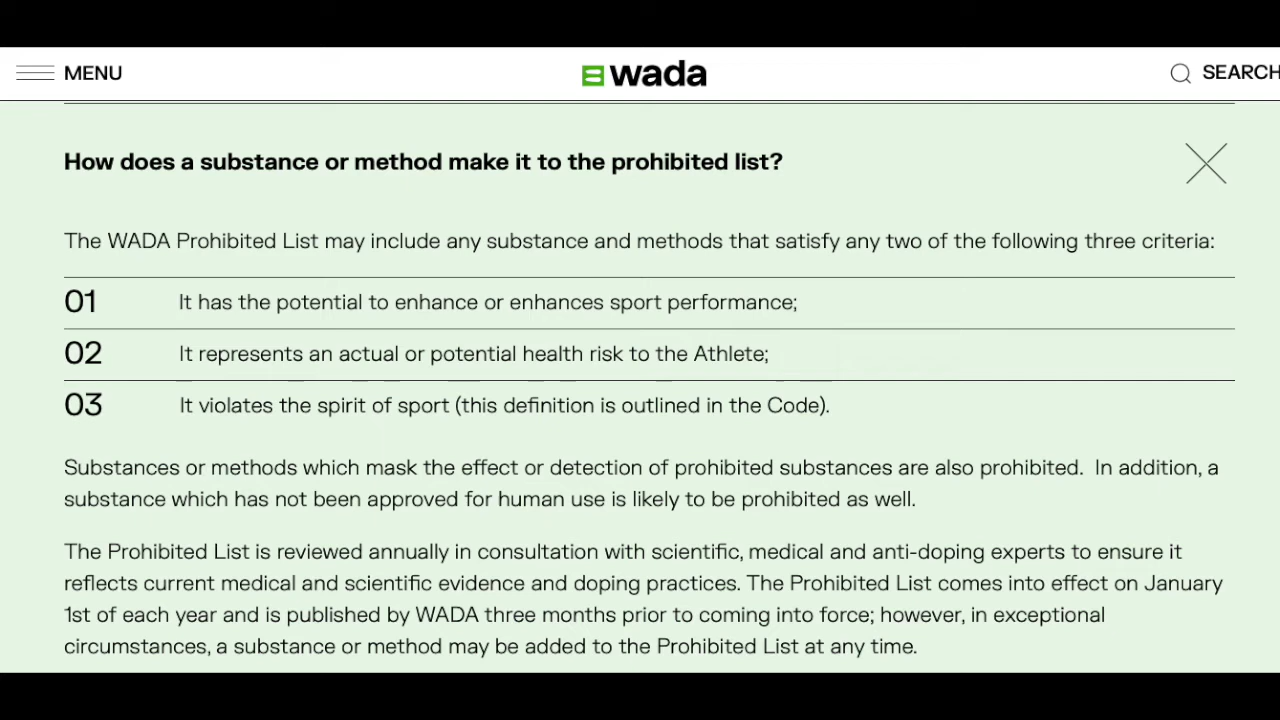 MENU
wada
SEARCH
How does a substance or method make it to the prohibited list?
The WADA Prohibited List may include any substance and methods that satisfy any two of the following three criteria:
01 It has the potential to enhance or enhances sport performance;
02 It represents an actual or potential health risk to the Athlete;
03 It violates the spirit of sport (this definition is outlined in the Code).
Substances or methods which mask the effect or detection of prohibited substances are also prohibited. In addition, a
substance which has not been approved for human use is likely to be prohibited as well.
The Prohibited List is reviewed annually in consultation with scientific, medical and anti-doping experts to ensure it
reflects current medical and scientific evidence and doping practices. The Prohibited List comes into effect on January
1st of each year and is published by WADA three months prior to coming into force; however, in exceptional
circumstances, a substance or method may be added to the Prohibited List at any time.